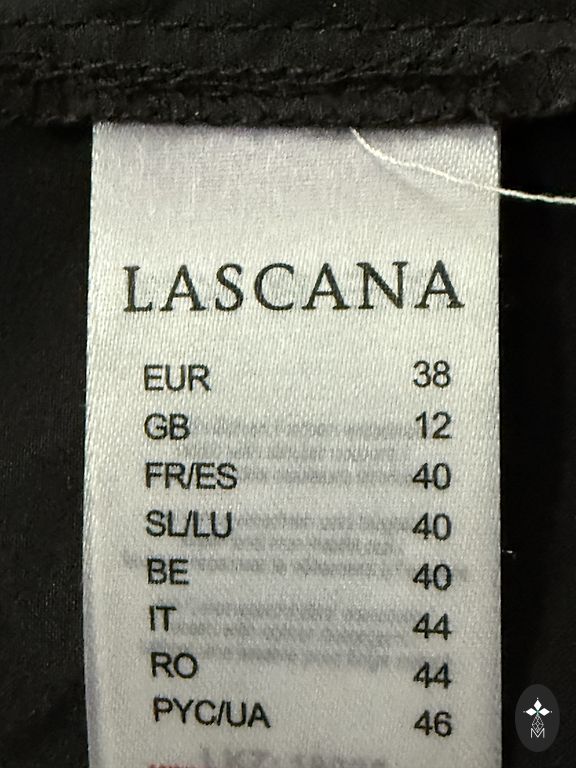 LASCANA
EUR 38
GB 12
FR/ES 40
SL/LU 40
BE 40
IT 44
RO 44
PYC/UA 46
M